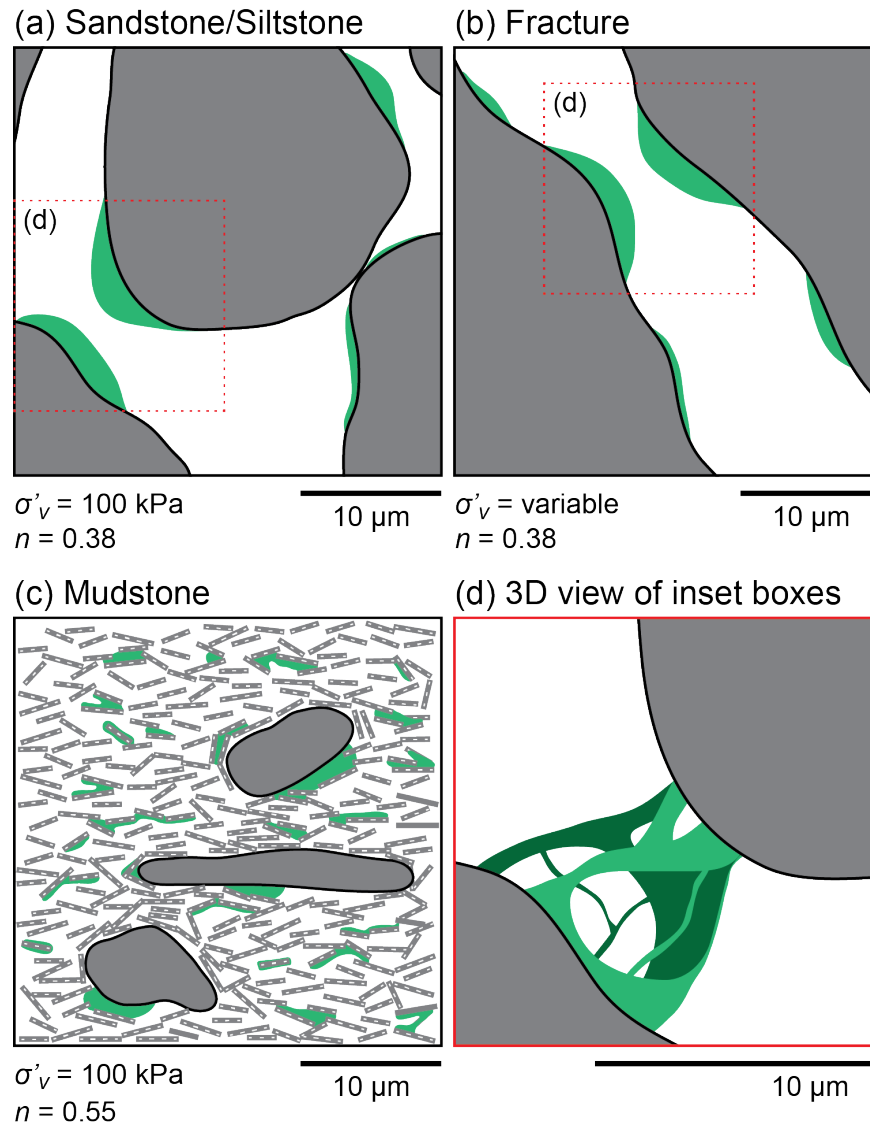 (a) Sandstone/Siltstone
(d)
σ'v = 100 kPa
n = 0.38
10 µm
(b) Fracture
(d)
σ'v = variable
n = 0.38
10 µm
(c) Mudstone
σ'v = 100 kPa
n = 0.55
10 µm
(d) 3D view of inset boxes
10 µm